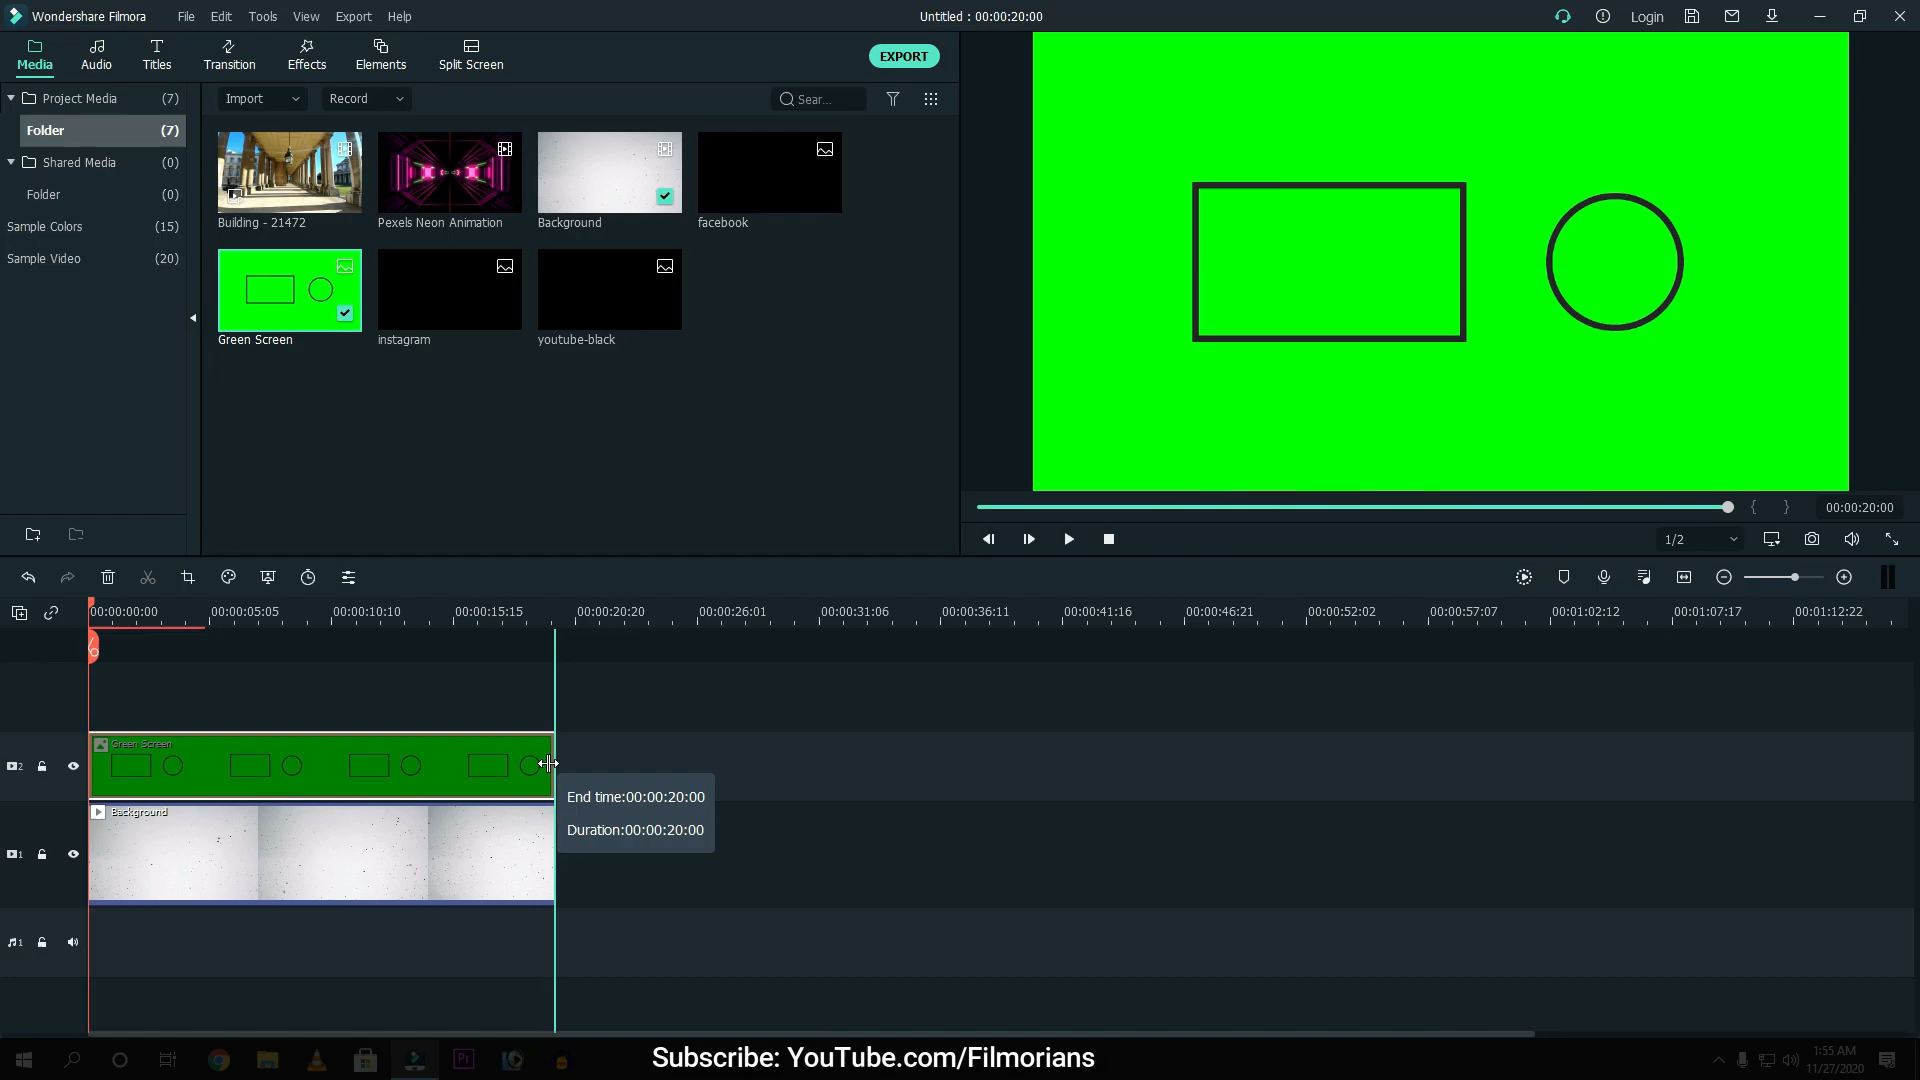 Wondershare Filmora File Edit Tools View Export Help Untitled : 00:00:20:00 Login
Media Audio Titles Transition Effects Elements Split Screen EXPORT
Project Media (7)
Folder (7)
Shared Media (0)
Folder (0)
Sample Colors (15)
Sample Video (20)
Import Record Sear...
Building - 21472 Pexels Neon Animation Background facebook
Green Screen instagram youtube-black
00:00:20:00
1/2
00:00:00:00 00:00:05:05 00:00:10:10 00:00:15:15 00:00:20:20 00:00:26:01 00:00:31:06 00:00:36:11 00:00:41:16 00:00:46:21 00:00:52:02 00:00:57:07 00:01:02:12 00:01:07:17 00:01:12:22
Green Screen
2
End time:00:00:20:00
Duration:00:00:20:00
Background
1
1
Subscribe: YouTube.com/Filmorians
Pr
1:55 AM
11/27/2020